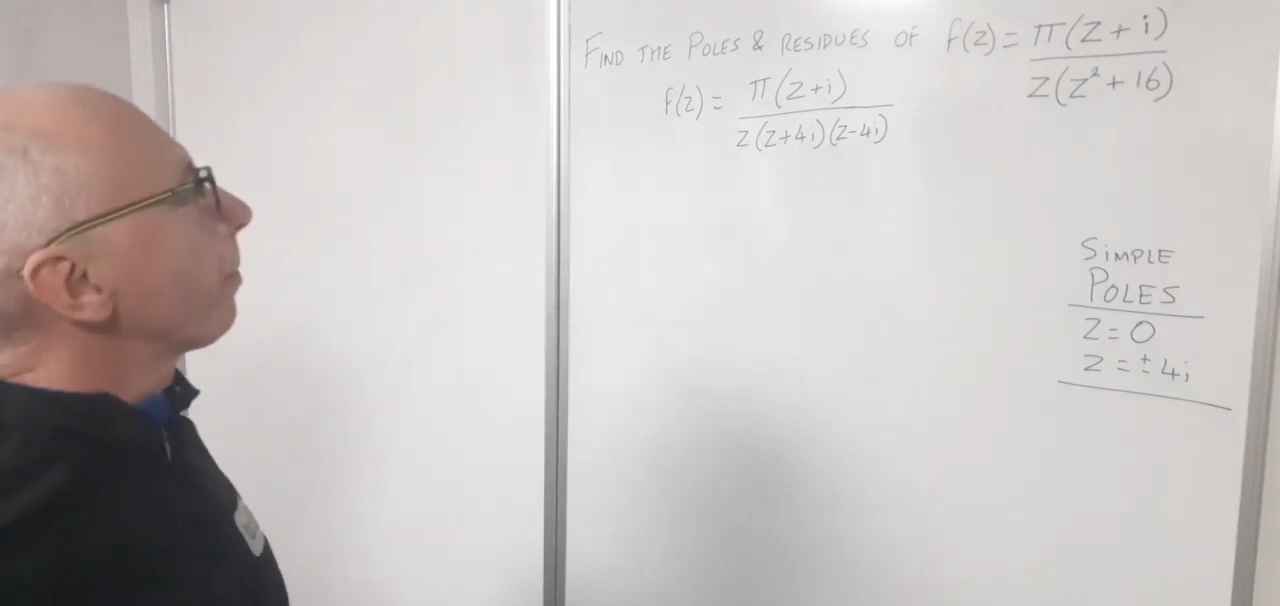 FIND THE POLES & RESIDUES OF f(z) = π(z + i) / z(z² + 16)
f(z) = π(z+i) / z(z+4i)(z-4i)
SIMPLE
POLES
z = 0
z = ±4i